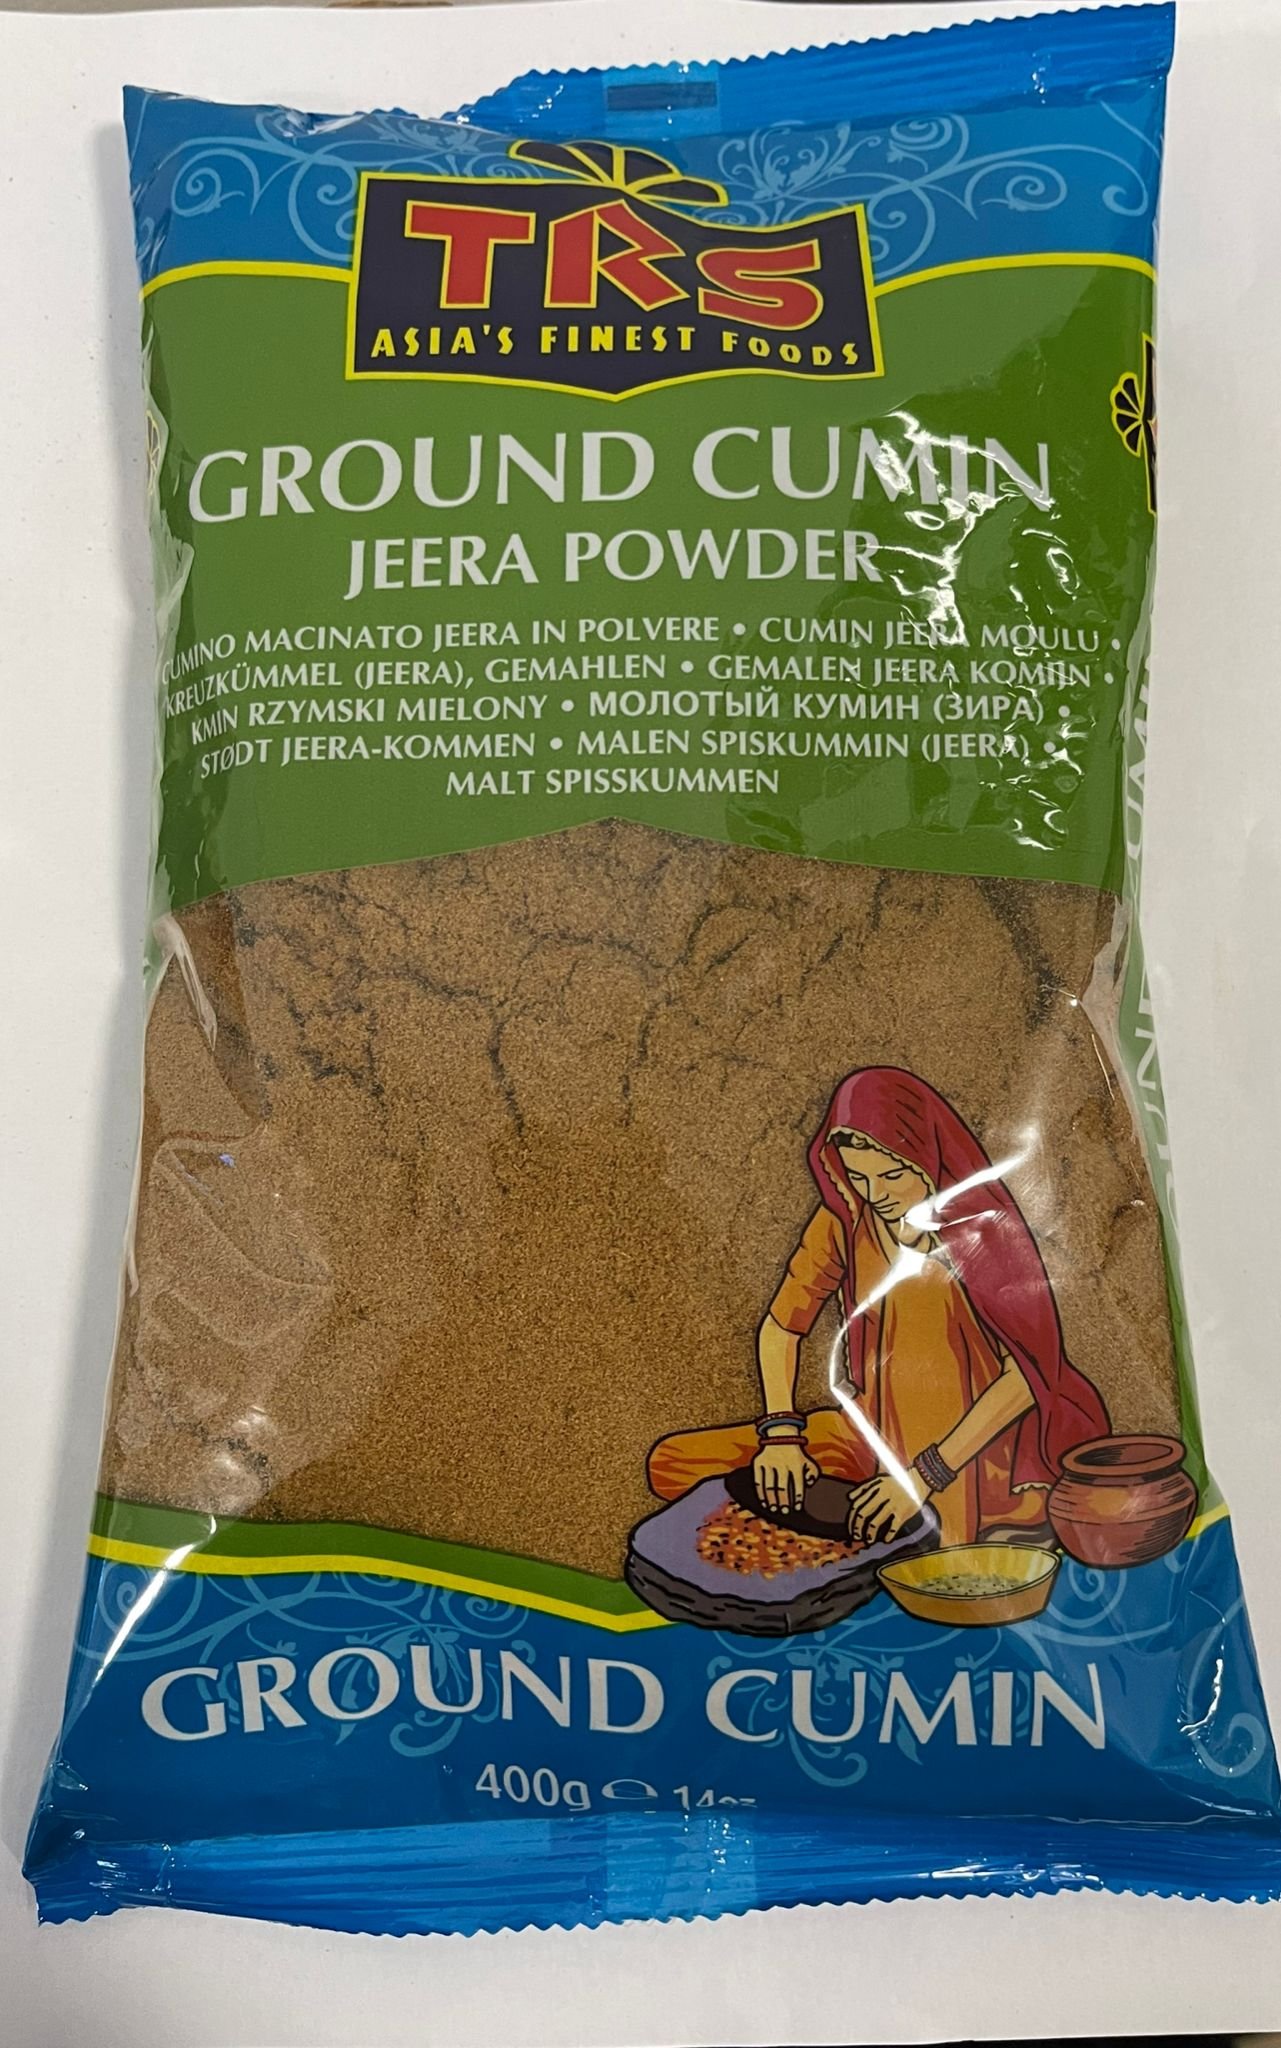 TRS
ASIA'S FINEST FOODS
GROUND CUMIN
JEERA POWDER
CUMINO MACINATO JEERA IN POLVERE • CUMIN JEERA MOULU •
KREUZKÜMMEL (JEERA), GEMAHLEN • GEMALEN JEERA KOMIJN •
KMIN RZYMSKI MIELONY • МОЛОТЫЙ КУМИН (ЗИРА) •
STØDT JEERA-KOMMEN • MALEN SPISKUMMIN (JEERA) •
MALT SPISSKUMMEN
GROUND CUMIN
400g ℮ 14oz